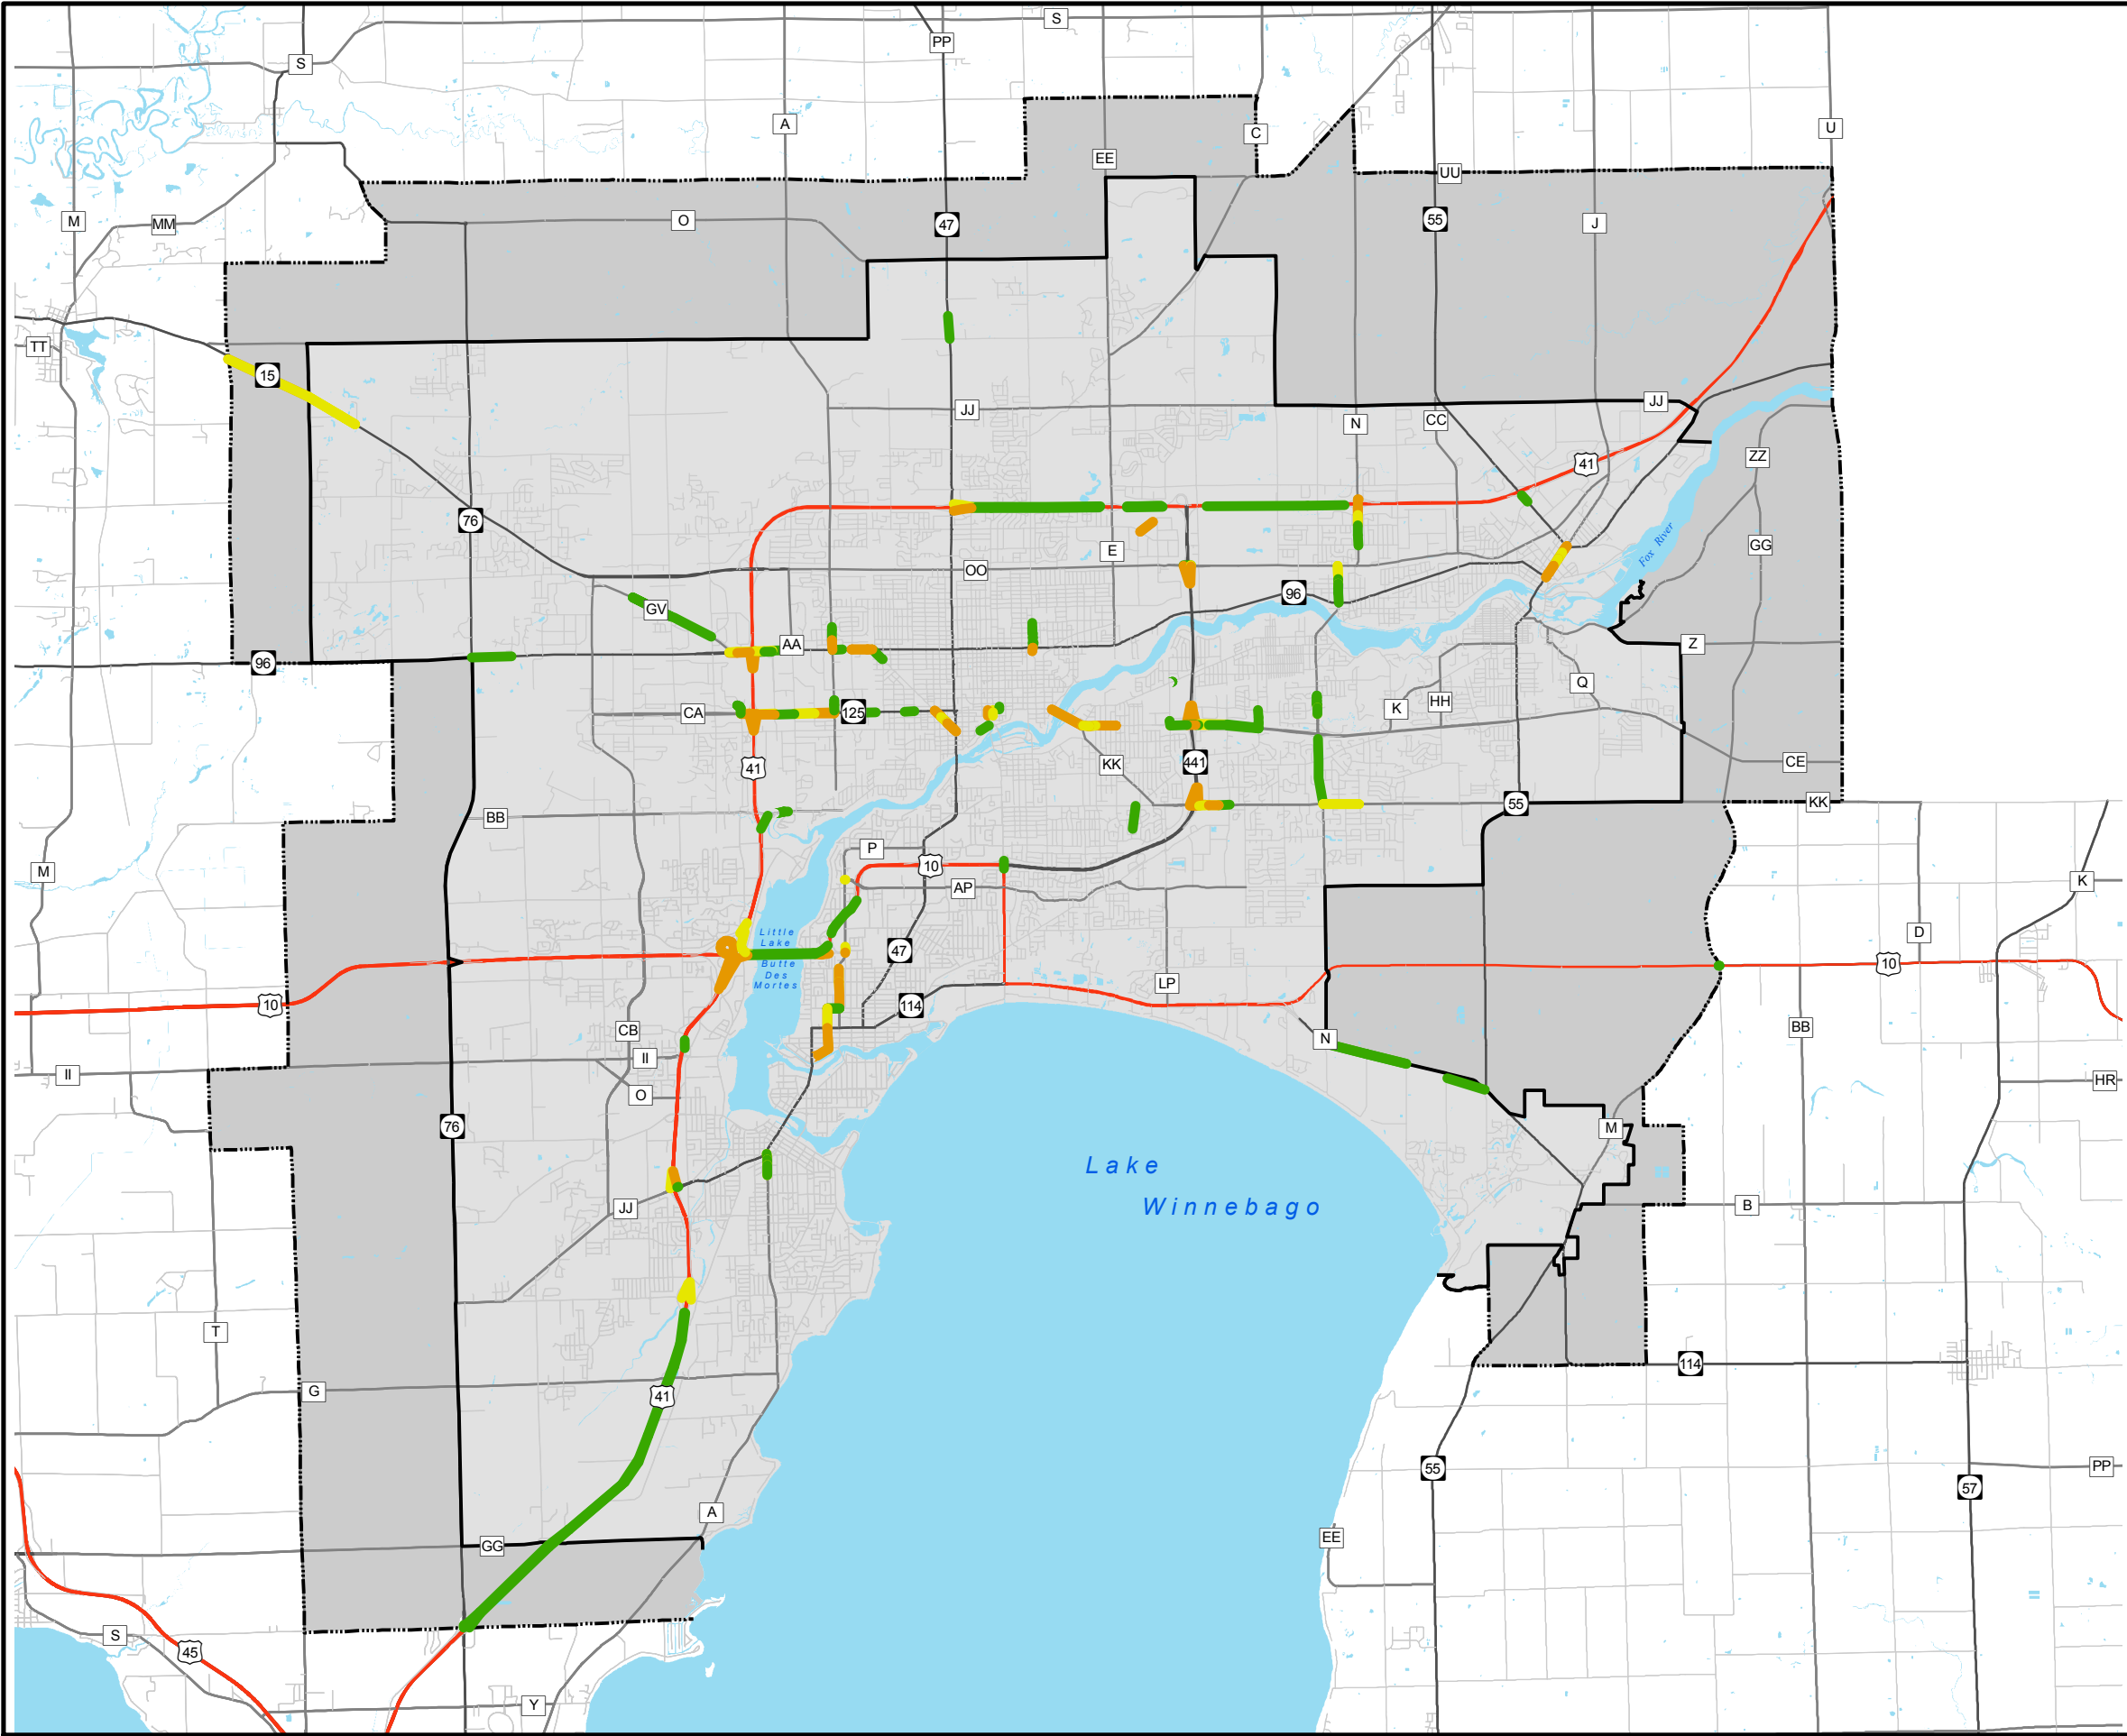 S
PP
S
A
C
U
EE
UU
M
MM
O
47
55
J
TT
15
JJ
JJ
N
CC
ZZ
41
76
E
GG
OO
Fox River
GV
96
AA
Z
96
Q
CA
125
K
HH
41
KK
441
CE
BB
55
KK
M
P
10
AP
K
Little
Lake
Butte
Des
Mortes
47
D
10
10
LP
114
CB
N
BB
II
II
O
HR
76
M
Lake
Winnebago
JJ
B
T
114
G
41
55
PP
57
A
EE
GG
S
45
Y